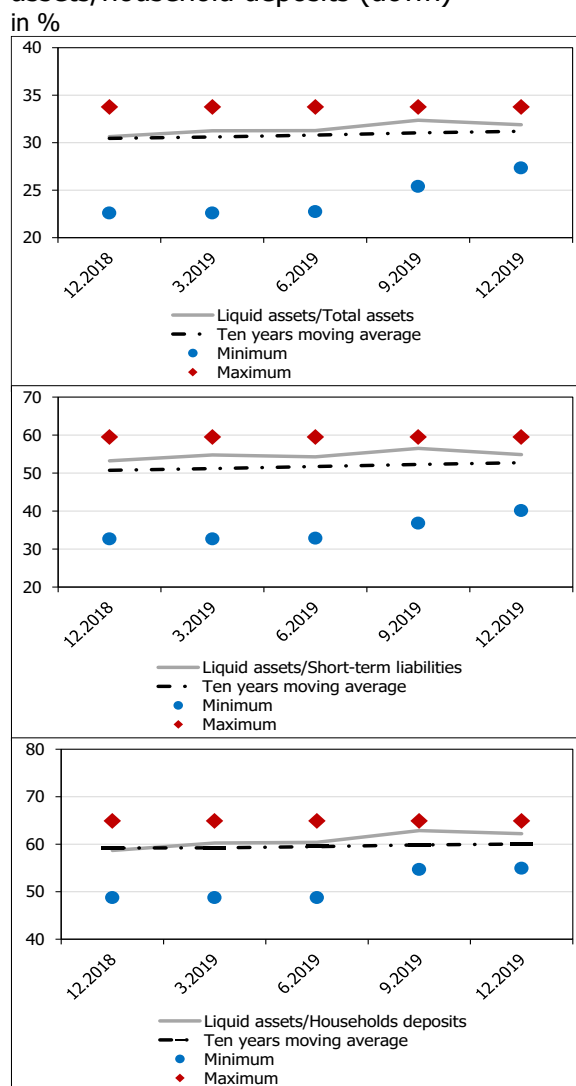 assets/household deposits (down)
in %
40
35
30
25
20
12.2018
3.2019
6.2019
9.2019
12.2019
Liquid assets/Total assets
Ten years moving average
Minimum
Maximum
70
60
50
40
30
20
12.2018
3.2019
6.2019
9.2019
12.2019
Liquid assets/Short-term liabilities
Ten years moving average
Minimum
Maximum
80
70
60
50
40
12.2018
3.2019
6.2019
9.2019
12.2019
Liquid assets/Households deposits
Ten years moving average
Minimum
Maximum